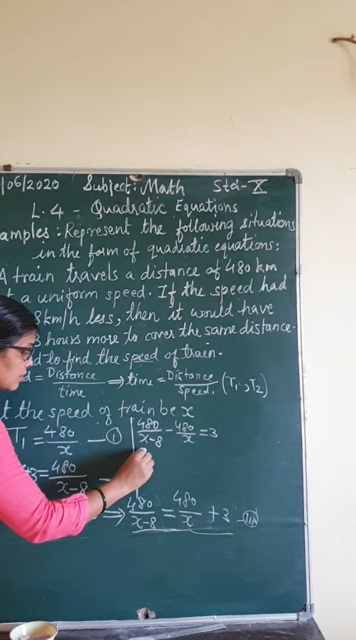 /06/2020 Subject: Math Std-X
L.4 - Quadratic Equations
amples: Represent the following situations
in the form of quadratic equations:
A train travels a distance of 480 km
a uniform speed. If the speed had
8km/h less, then it would have
hours more to cover the same distance.
to find the speed of train.
d = Distance/time ⇒ time = Distance/Speed, (T1, T2)
t the speed of train be x
T1 = 480/x — ①
480/x-8 - 480/x = 3
+3 = 480/x-8 -
⇒ 480/x-8 = 480/x + 3 -(III)